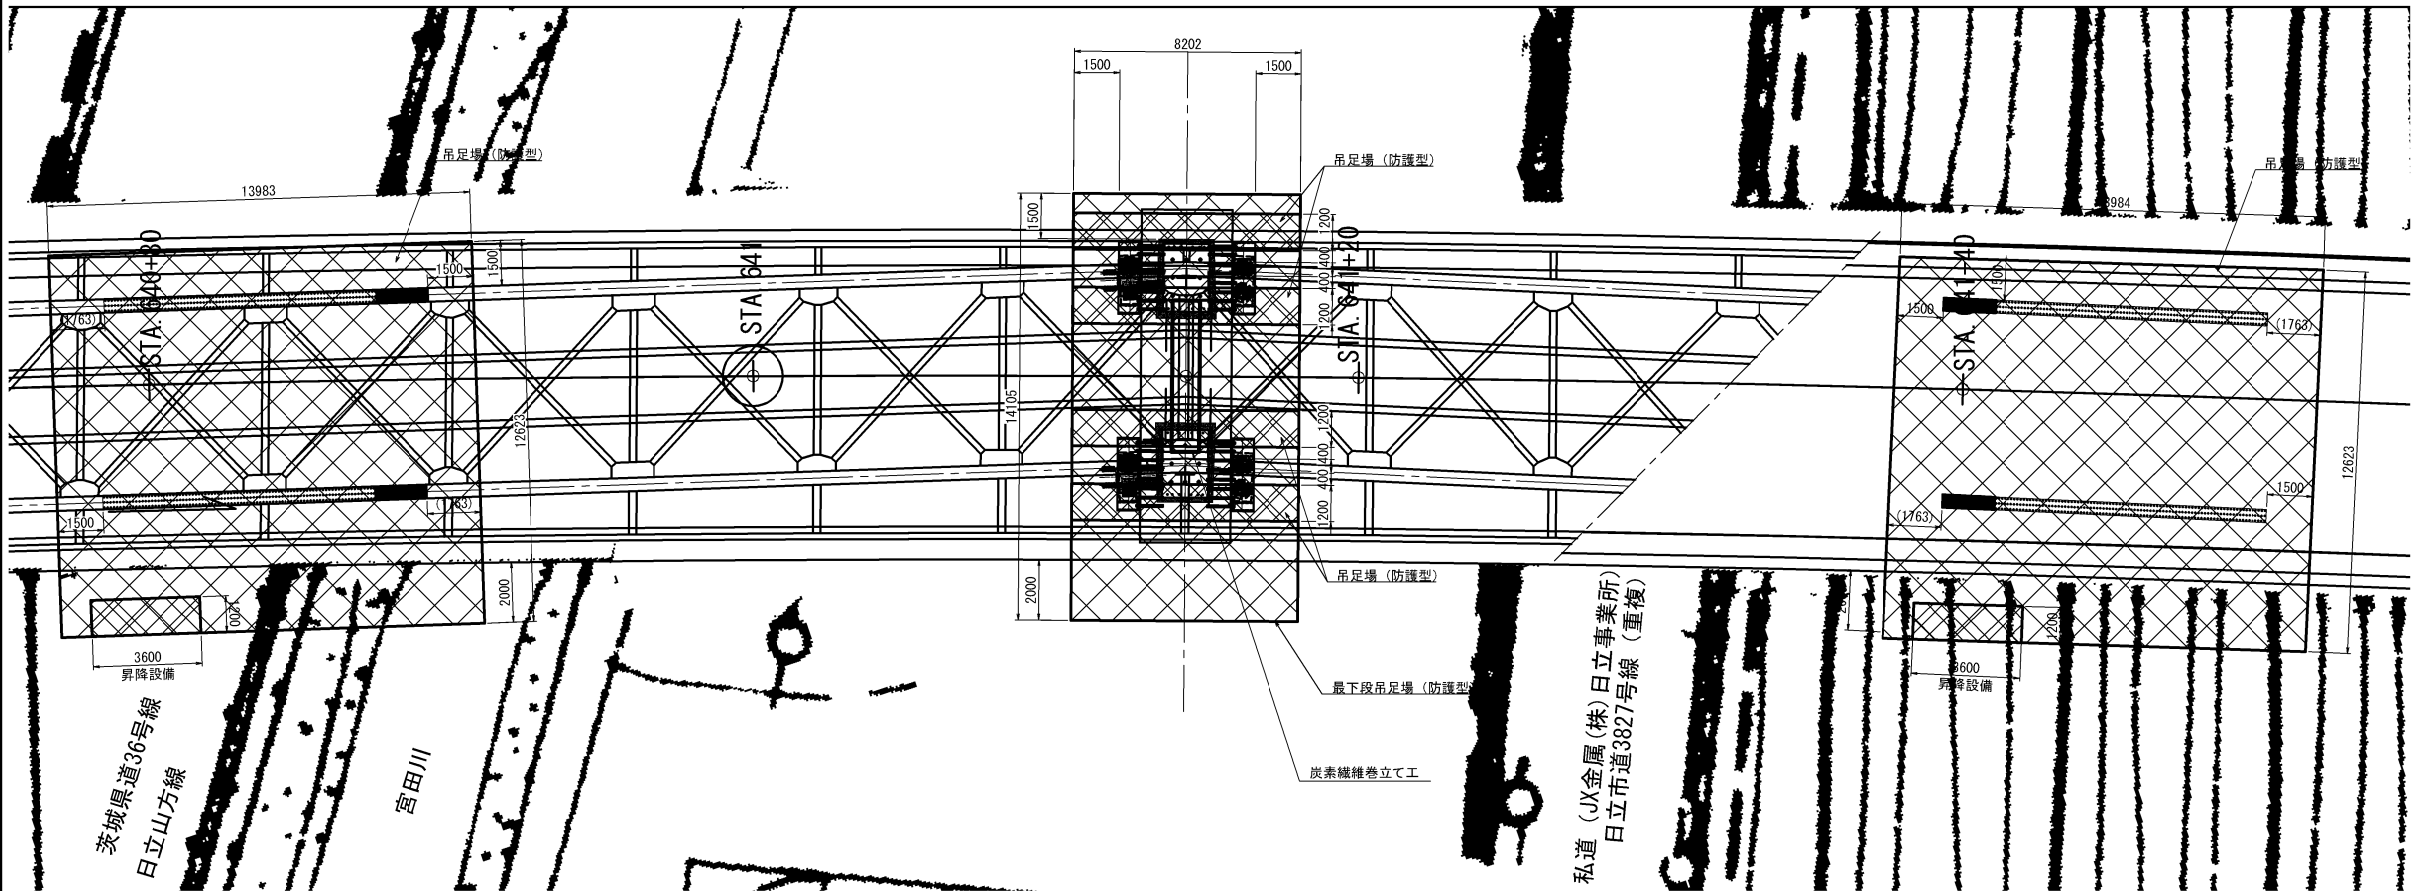 8202
1500
1500
吊足場（防護型）
吊足場（防護型）
吊足場（防護型
13983
3984
1500
1200
400
400
1200
STA. 640+80
STA. 641
STA. 641+20
STA. 641+40
1500
1500
1500
1500
(1763)
(1763)
12623
14105
1200
400
400
1200
12623
1500
(1763)
1500
(1763)
2000
2000
吊足場（防護型）
1200
1200
3600
昇降設備
3600
昇降設備
最下段吊足場（防護型
炭素繊維巻立て工
茨城県道36号線
日立山方線
宮田川
私道（JX金属(株)日立事業所）
日立市道3827号線（重複）